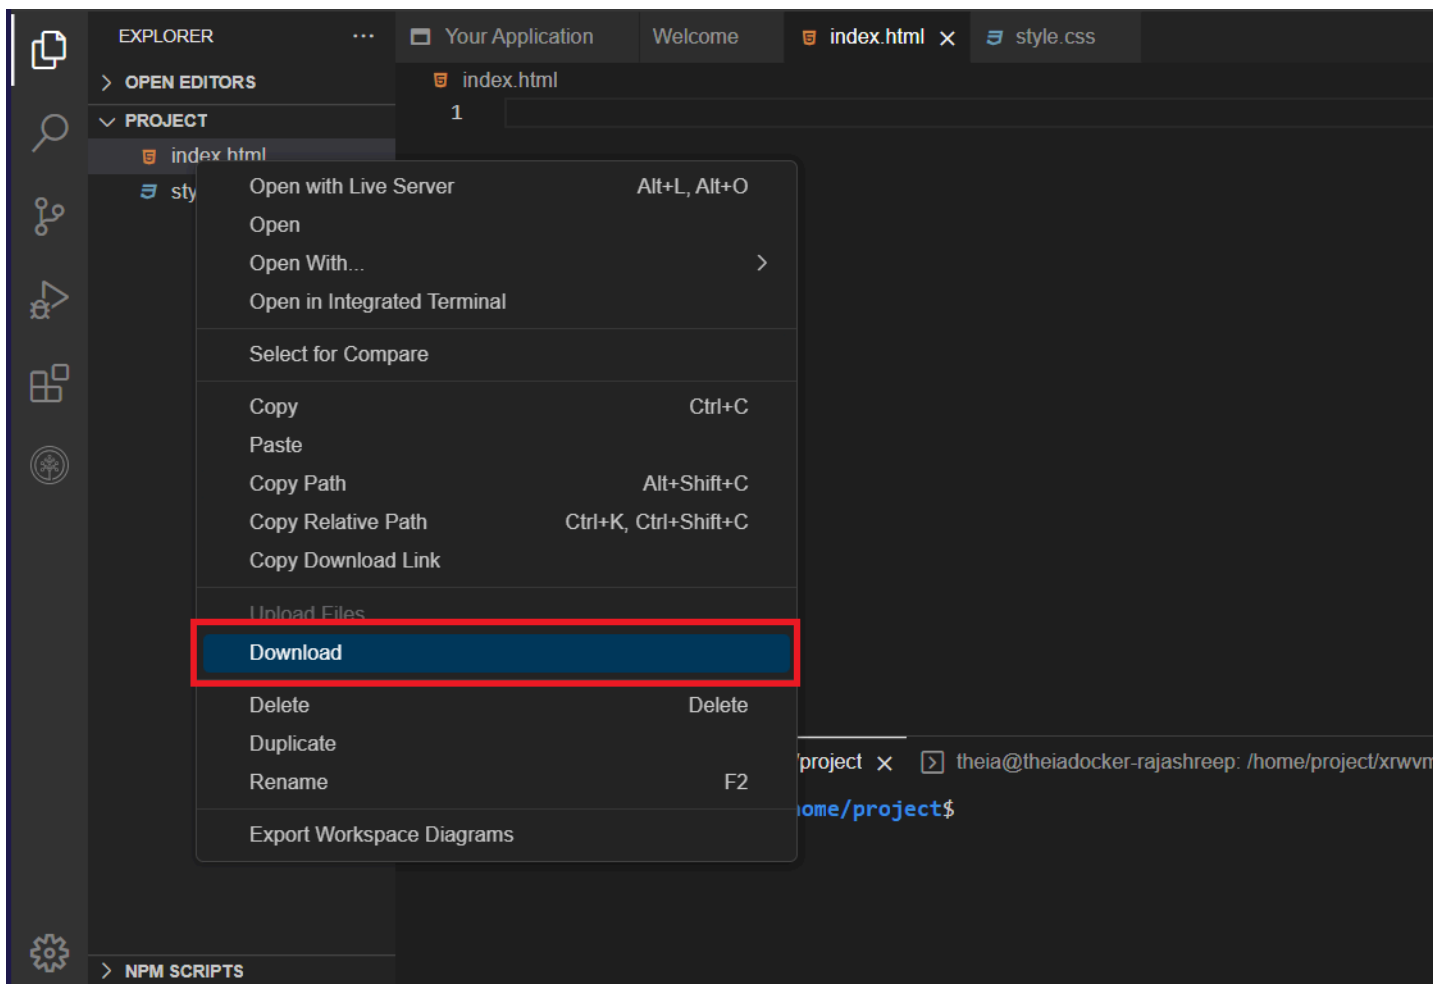 EXPLORER
Your Application
Welcome
index.html
style.css
OPEN EDITORS
index.html
PROJECT
1
index.html
sty
Open with Live Server Alt+L, Alt+O
Open
Open With...
Open in Integrated Terminal
Select for Compare
Copy Ctrl+C
Paste
Copy Path Alt+Shift+C
Copy Relative Path Ctrl+K, Ctrl+Shift+C
Copy Download Link
Upload Files
Download
Delete Delete
Duplicate
Rename F2
Export Workspace Diagrams
/project
theia@theiadocker-rajashreep: /home/project/xrwvm
ome/project$
NPM SCRIPTS